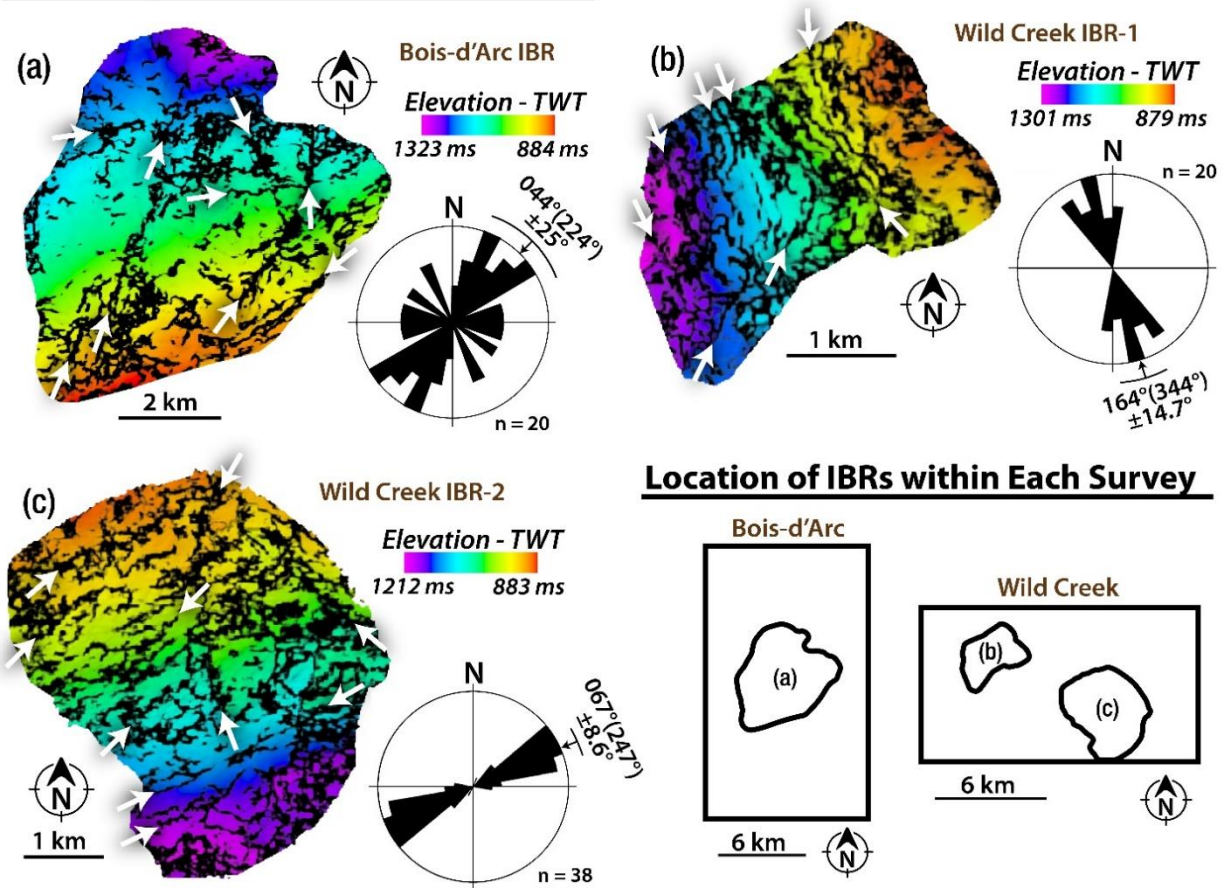 (a)
Bois-d'Arc IBR
N
Elevation - TWT
1323 ms 884 ms
N
044°(224°)
±25°
n = 20
2 km
(b)
Wild Creek IBR-1
Elevation - TWT
1301 ms 879 ms
N
n = 20
N
1 km
164°(344°)
±14.7°
(c)
Wild Creek IBR-2
Elevation - TWT
1212 ms 883 ms
N
067°(247°)
±8.6°
N
1 km
n = 38
Location of IBRs within Each Survey
Bois-d'Arc
(a)
6 km
N
Wild Creek
(b)
(c)
6 km
N